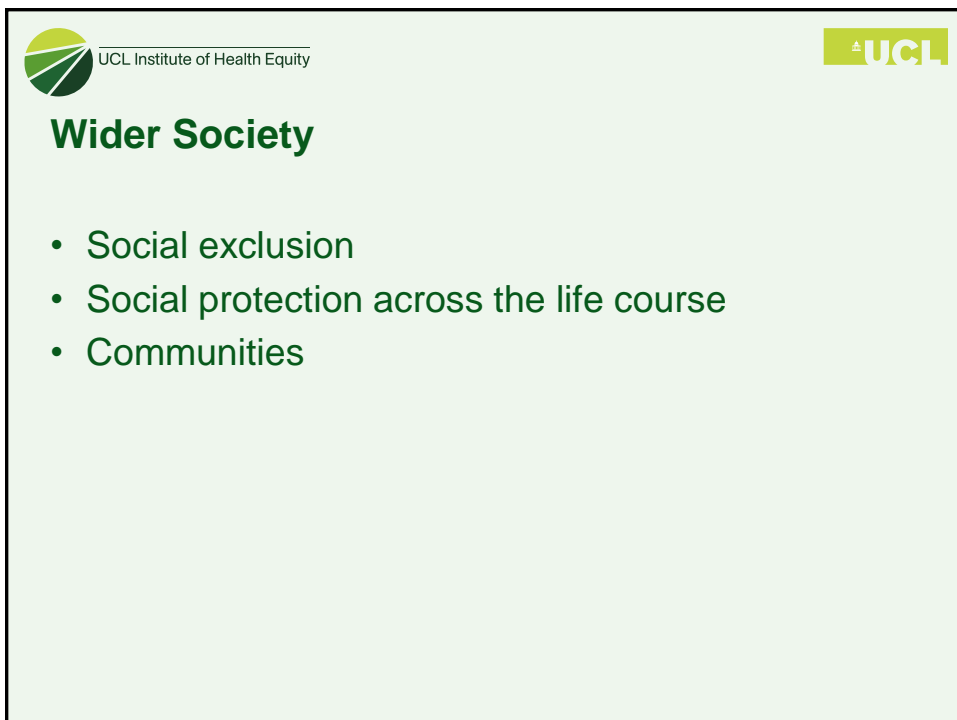 UCL Institute of Health Equity
UCL
Wider Society
• Social exclusion
• Social protection across the life course
• Communities